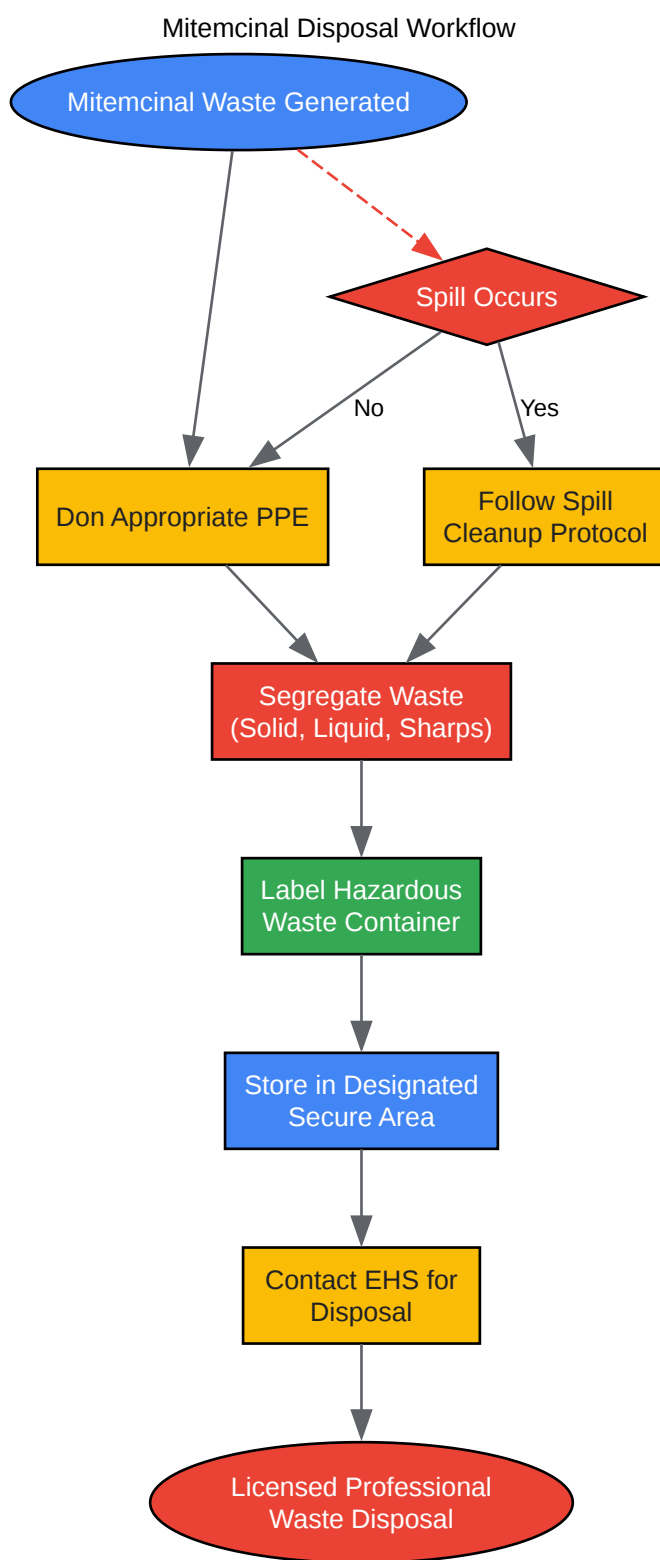 Mitemcinal Disposal Workflow
Mitemcinal Waste Generated
Spill Occurs
No
Yes
Don Appropriate PPE
Follow Spill
Cleanup Protocol
Segregate Waste
(Solid, Liquid, Sharps)
Label Hazardous
Waste Container
Store in Designated
Secure Area
Contact EHS for
Disposal
Licensed Professional
Waste Disposal